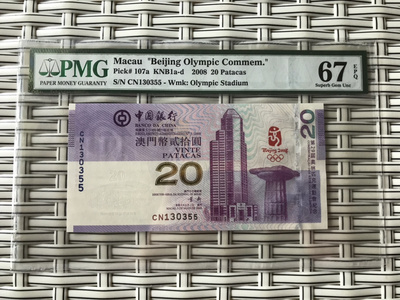 PMG
PAPER MONEY GUARANTY
Macau "Beijing Olympic Commem."
Pick# 107a KNB1a-d 2008 20 Patacas
S/N CN130355 - Wmk: Olympic Stadium
67 EPQ
Superb Gem Unc
中國銀行
BANCO DA CHINA
澳門幣貳拾圓
VINTE
PATACAS
20
CN130355
CN130355
Beijing 2008
20